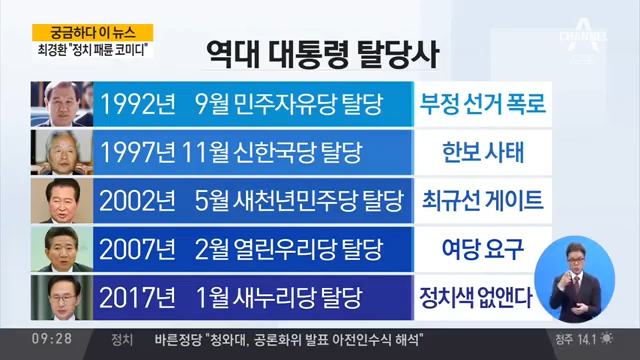 궁금하다 이 뉴스
최경환 "정치 패륜 코미디"
CHANNEL A
역대 대통령 탈당사
1992년 9월 민주자유당 탈당 부정 선거 폭로
1997년 11월 신한국당 탈당 한보 사태
2002년 5월 새천년민주당 탈당 최규선 게이트
2007년 2월 열린우리당 탈당 여당 요구
2017년 1월 새누리당 탈당 정치색 없앤다
09:28 정치 바른정당 "청와대, 공론화위 발표 아전인수식 해석" 청주 14.1